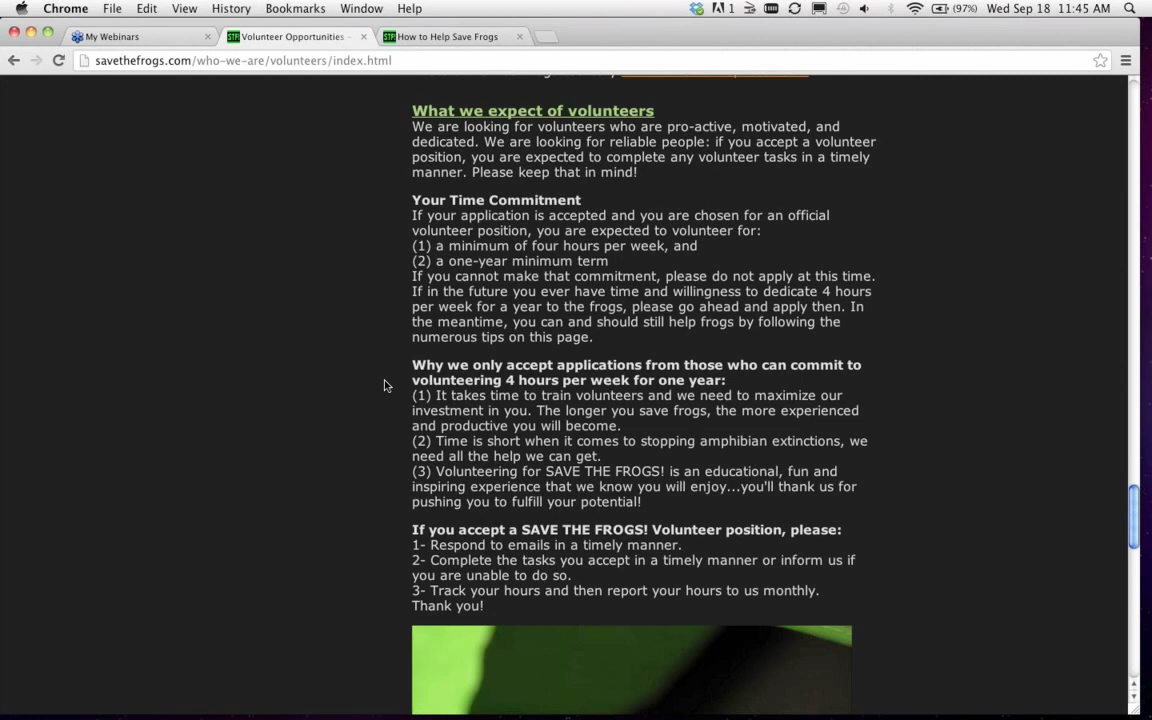 Chrome File Edit View History Bookmarks Window Help 1 (97%) Wed Sep 18 11:45 AM
My Webinars Volunteer Opportunities - How to Help Save Frogs
savethefrogs.com/who-we-are/volunteers/index.html
What we expect of volunteers
We are looking for volunteers who are pro-active, motivated, and
dedicated. We are looking for reliable people: if you accept a volunteer
position, you are expected to complete any volunteer tasks in a timely
manner. Please keep that in mind!
Your Time Commitment
If your application is accepted and you are chosen for an official
volunteer position, you are expected to volunteer for:
(1) a minimum of four hours per week, and
(2) a one-year minimum term
If you cannot make that commitment, please do not apply at this time.
If in the future you ever have time and willingness to dedicate 4 hours
per week for a year to the frogs, please go ahead and apply then. In
the meantime, you can and should still help frogs by following the
numerous tips on this page.
Why we only accept applications from those who can commit to
volunteering 4 hours per week for one year:
(1) It takes time to train volunteers and we need to maximize our
investment in you. The longer you save frogs, the more experienced
and productive you will become.
(2) Time is short when it comes to stopping amphibian extinctions, we
need all the help we can get.
(3) Volunteering for SAVE THE FROGS! is an educational, fun and
inspiring experience that we know you will enjoy...you'll thank us for
pushing you to fulfill your potential!
If you accept a SAVE THE FROGS! Volunteer position, please:
1- Respond to emails in a timely manner.
2- Complete the tasks you accept in a timely manner or inform us if
you are unable to do so.
3- Track your hours and then report your hours to us monthly.
Thank you!